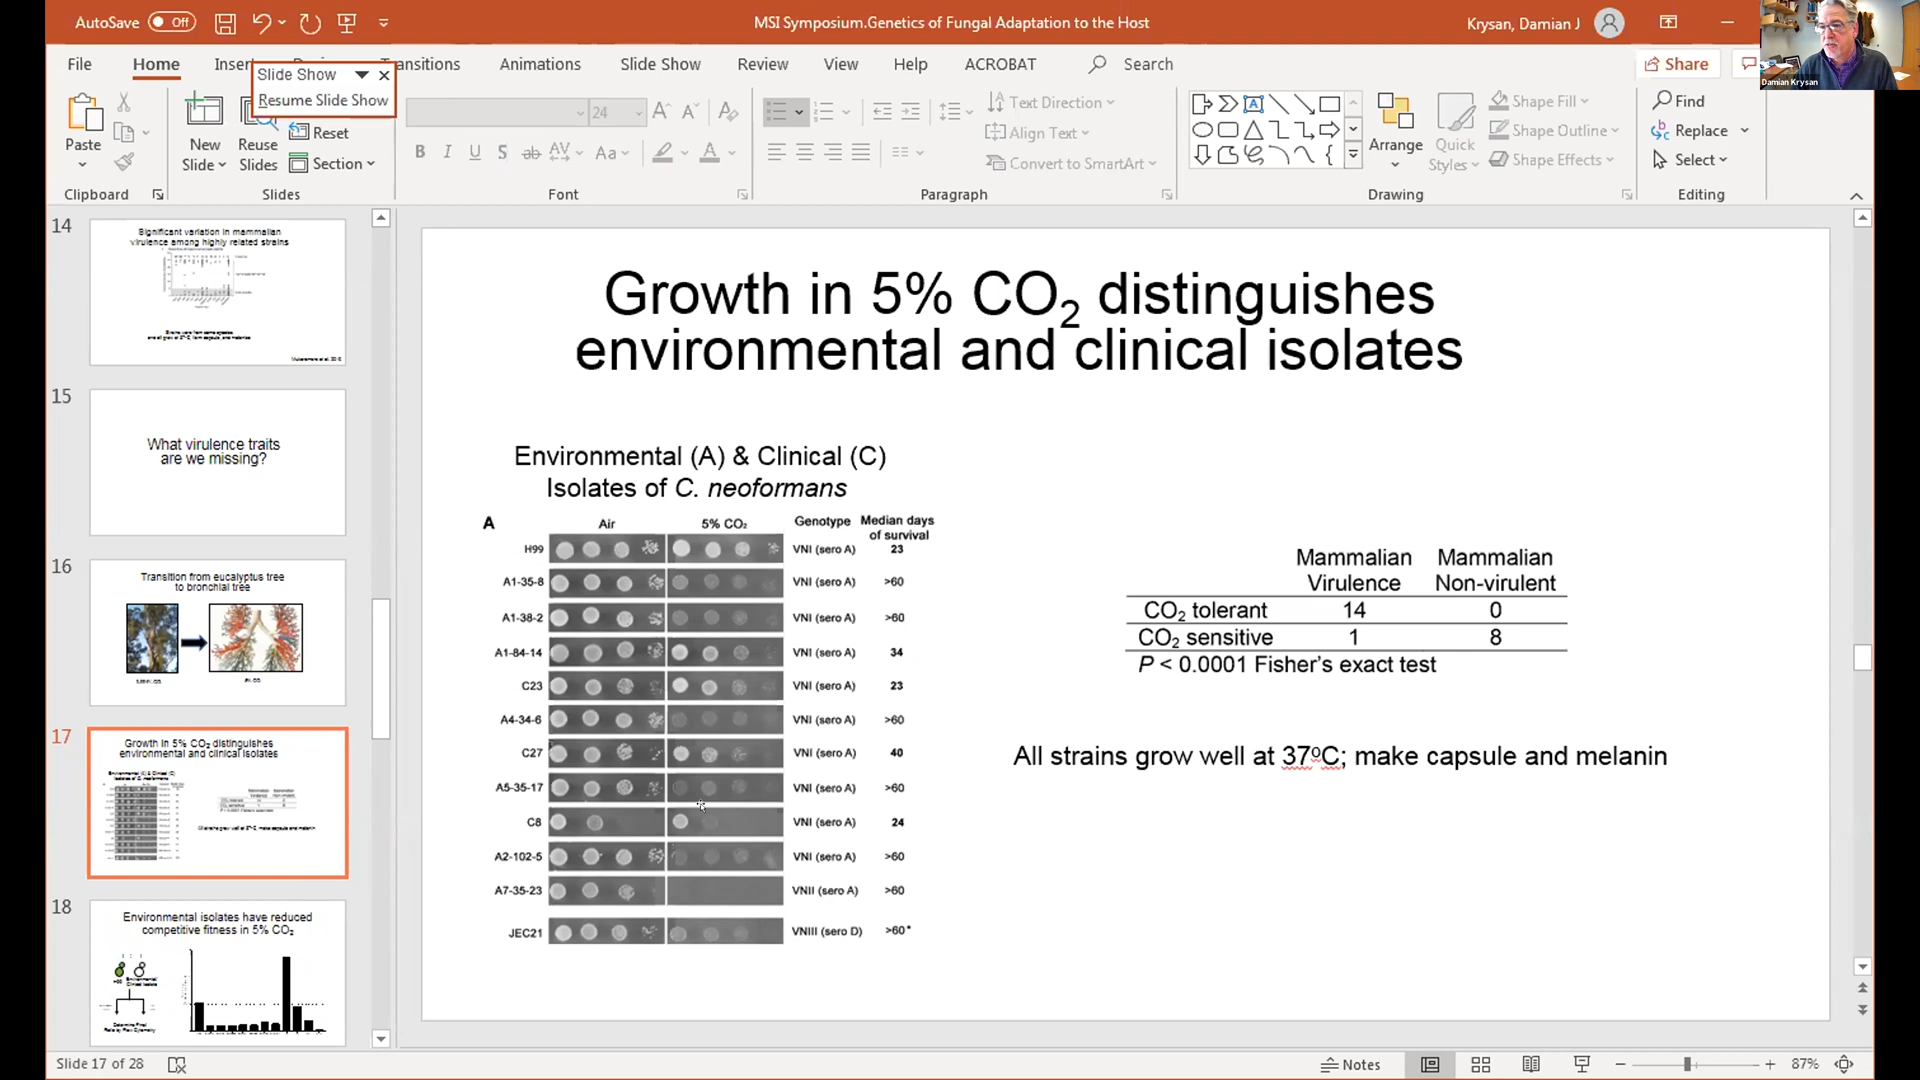 AutoSave Off
MSI Symposium.Genetics of Fungal Adaptation to the Host
Krysan, Damian J
Damian Krysan
File Home Insert Transitions Animations Slide Show Review View Help ACROBAT Search
Share
Slide Show
Resume Slide Show
Paste
New
Slide
Reuse
Slides
Reset
Section
24
B I U S ab AV Aa A
Text Direction
Align Text
Convert to SmartArt
Arrange
Quick
Styles
Shape Fill
Shape Outline
Shape Effects
Find
Replace
Select
Clipboard Slides Font Paragraph Drawing Editing
14
Significant variation in mammalian
virulence among highly related strains
15
What virulence traits
are we missing?
16
Transition from eucalyptus tree
to bronchial tree
17
Growth in 5% CO₂ distinguishes
environmental and clinical isolates
18
Environmental isolates have reduced
competitive fitness in 5% CO₂
Growth in 5% CO₂ distinguishes
environmental and clinical isolates
Environmental (A) & Clinical (C)
Isolates of C. neoformans
A Air 5% CO₂ Genotype Median days
of survival
H99 VNI (sero A) 23
A1-35-8 VNI (sero A) >60
A1-38-2 VNI (sero A) >60
A1-84-14 VNI (sero A) 34
C23 VNI (sero A) 23
A4-34-6 VNI (sero A) >60
C27 VNI (sero A) 40
A5-35-17 VNI (sero A) >60
C8 VNI (sero A) 24
A2-102-5 VNI (sero A) >60
A7-35-23 VNII (sero A) >60
JEC21 VNIII (sero D) >60*
Mammalian Mammalian
Virulence Non-virulent
CO₂ tolerant 14 0
CO₂ sensitive 1 8
P < 0.0001 Fisher's exact test
All strains grow well at 37ºC; make capsule and melanin
Slide 17 of 28
Notes
87%